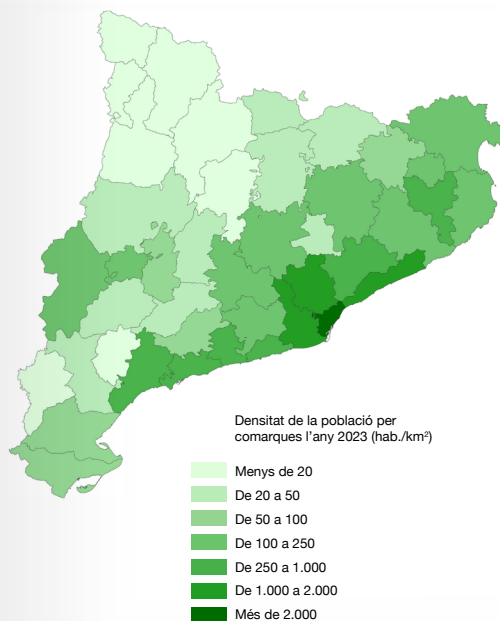 Densitat de la població per
comarques l’any 2023 (hab./km²)
Menys de 20
De 20 a 50
De 50 a 100
De 100 a 250
De 250 a 1.000
De 1.000 a 2.000
Més de 2.000